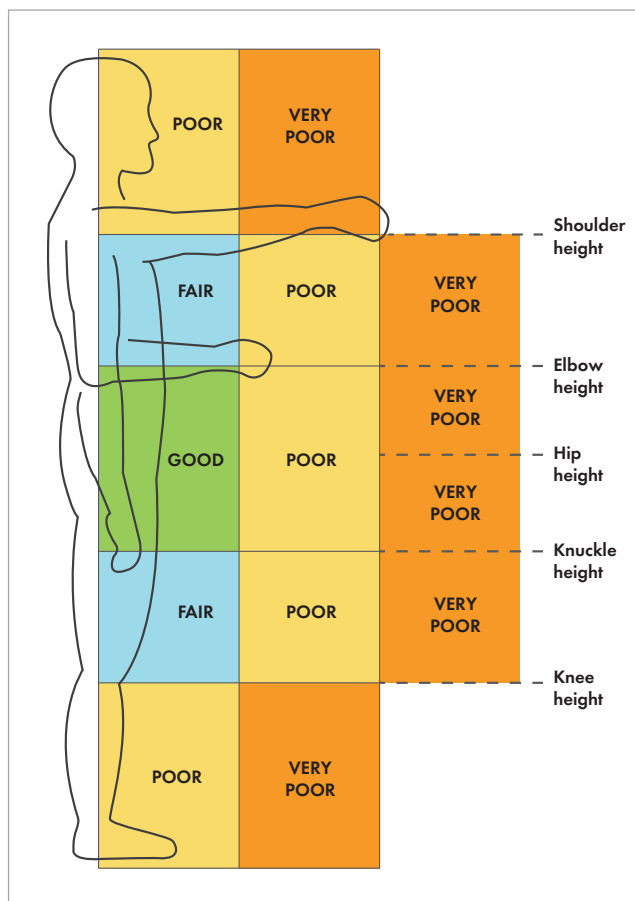 POOR
VERY
POOR
Shoulder
height
FAIR
POOR
VERY
POOR
Elbow
height
VERY
POOR
GOOD
POOR
Hip
height
VERY
POOR
Knuckle
height
FAIR
POOR
VERY
POOR
Knee
height
POOR
VERY
POOR